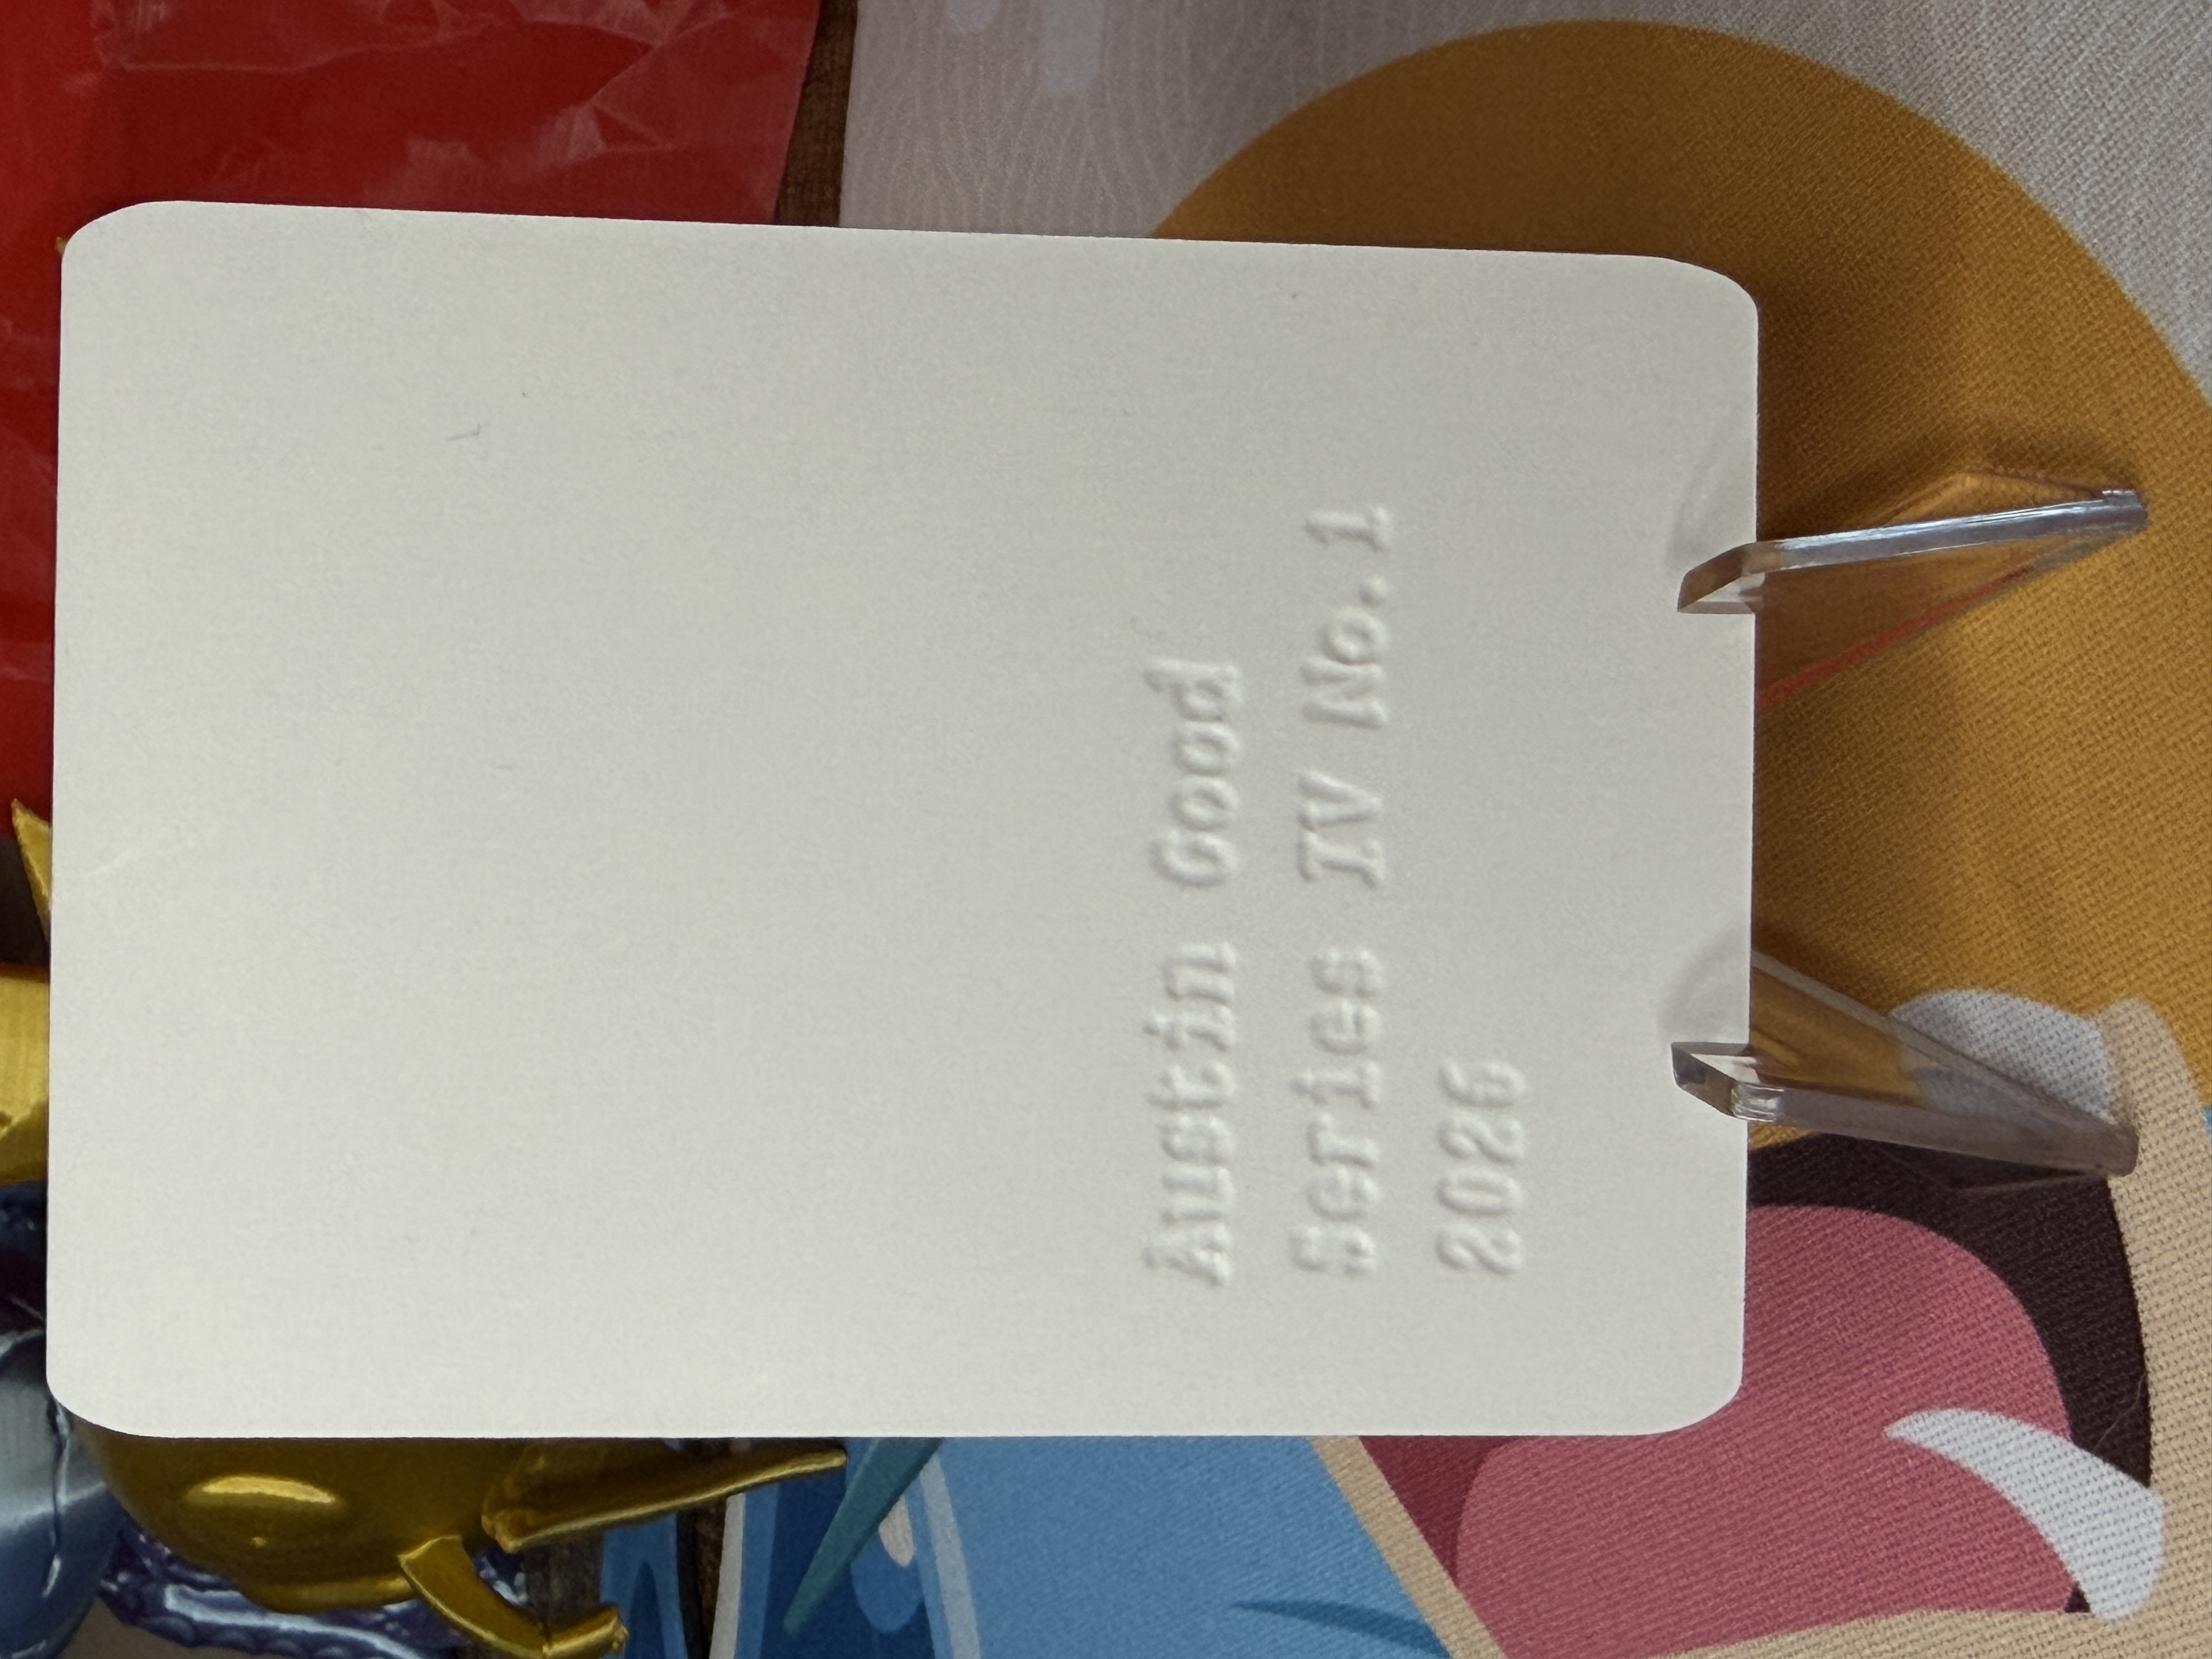 Austin Good
Series IV No. 1
2026